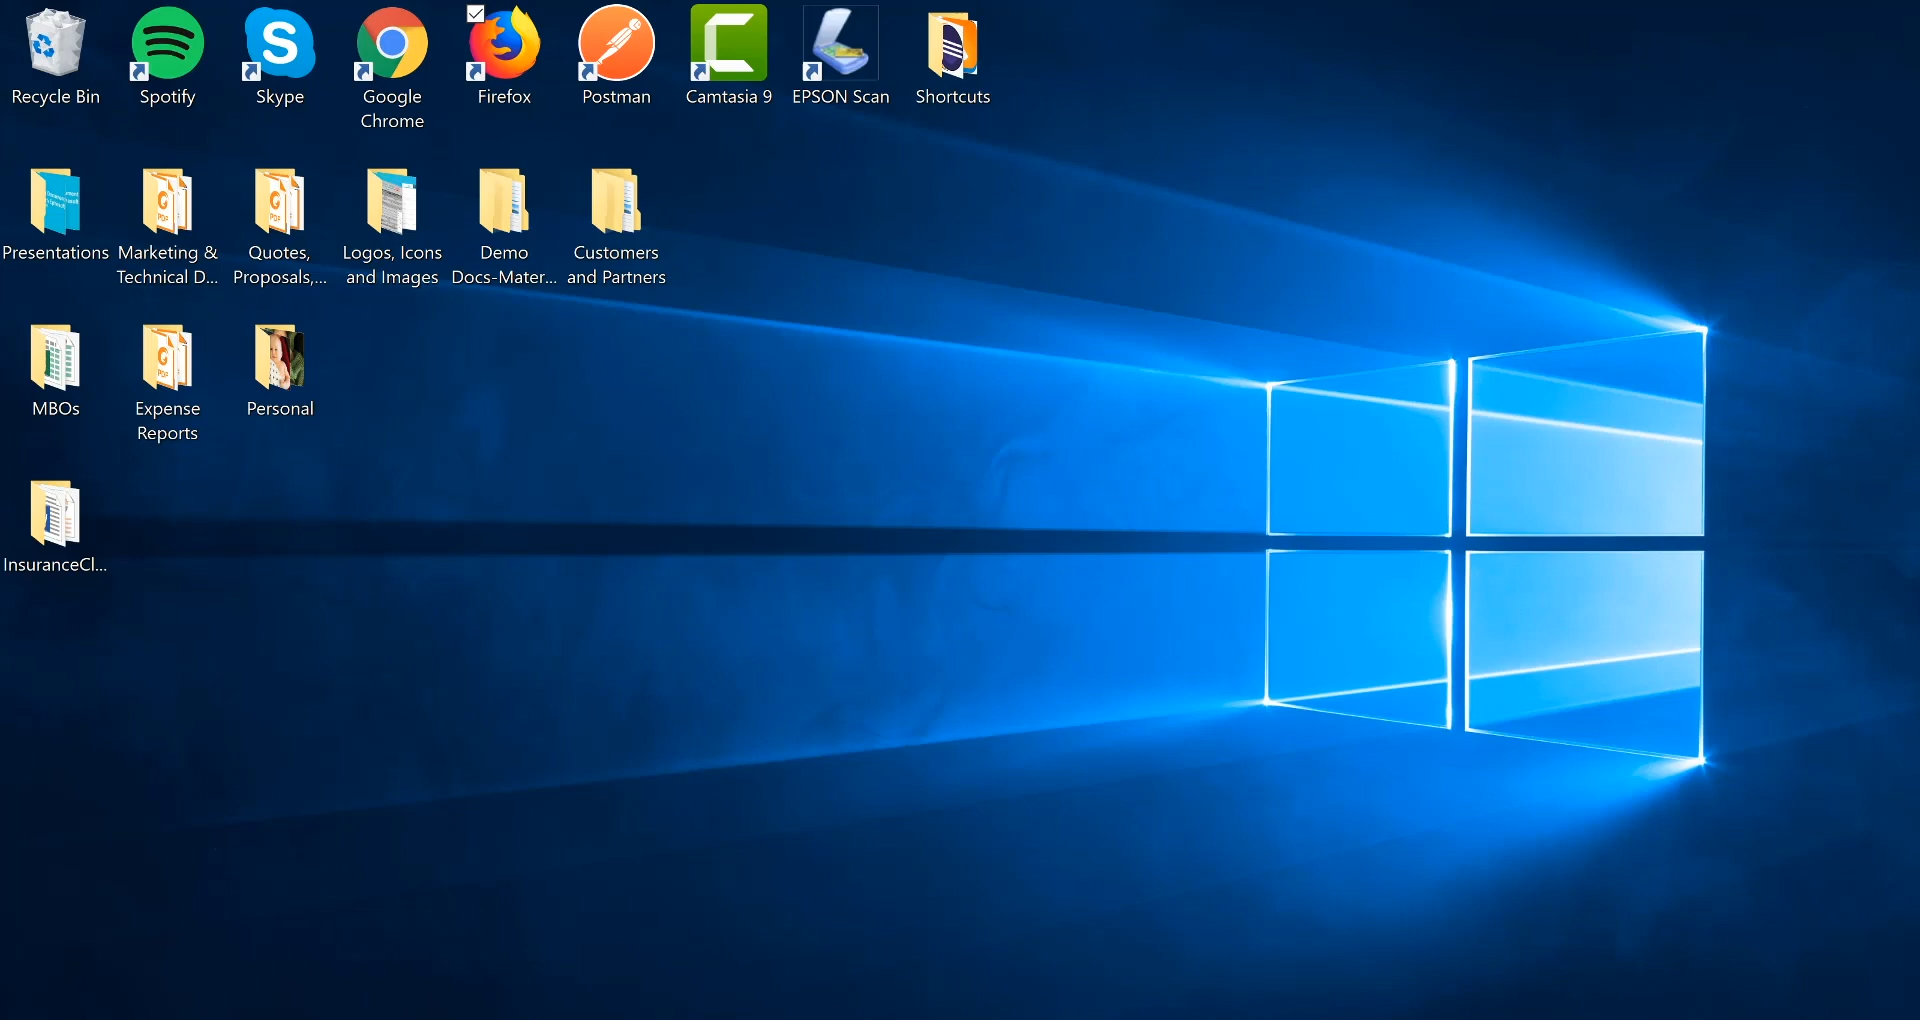 Recycle Bin
Spotify
Skype
Google
Chrome
Firefox
Postman
Camtasia 9
EPSON Scan
Shortcuts
Presentations
Marketing &
Technical D...
Quotes,
Proposals,...
Logos, Icons
and Images
Demo
Docs-Mater...
Customers
and Partners
MBOs
Expense
Reports
Personal
InsuranceCl...